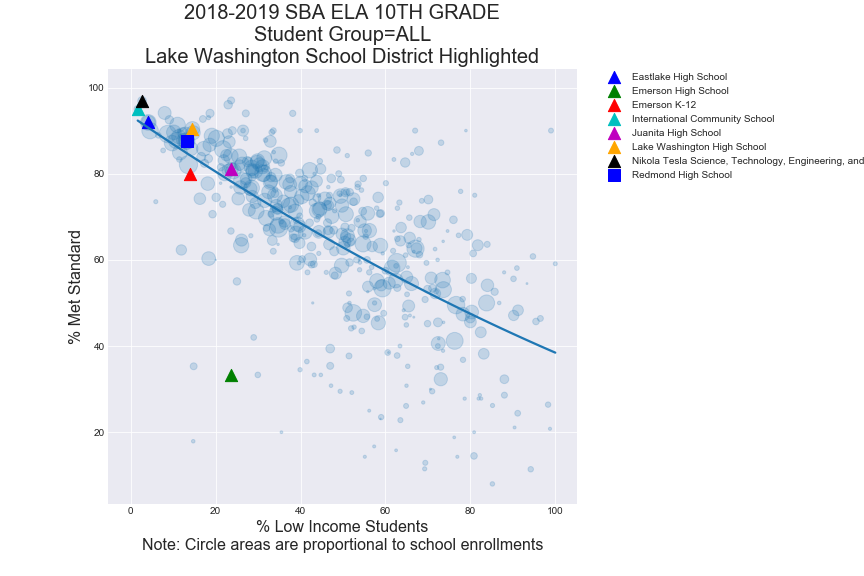 2018-2019 SBA ELA 10TH GRADE
Student Group=ALL
Lake Washington School District Highlighted
% Met Standard
100
80
60
40
20
0
20
40
60
80
100
% Low Income Students
Note: Circle areas are proportional to school enrollments
Eastlake High School
Emerson High School
Emerson K-12
International Community School
Juanita High School
Lake Washington High School
Nikola Tesla Science, Technology, Engineering, and
Redmond High School